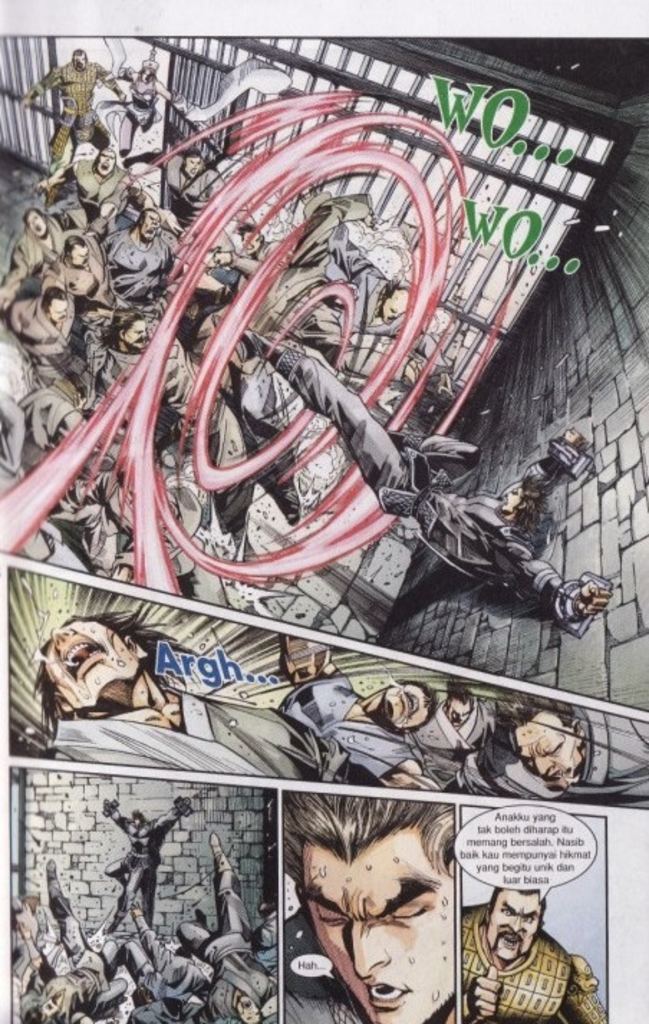 WO...
WO...
Argh...
Hah...
Anakku yang
tak boleh diharap itu
memang bersalah. Nasib
baik kau mempunyai hikmat
yang begitu unik dan
luar biasa